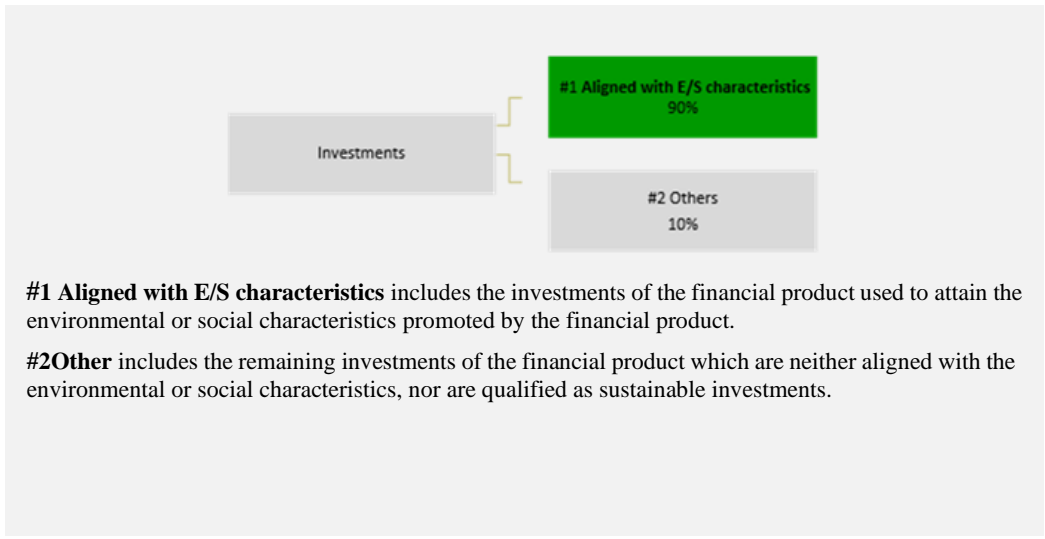 #1 Aligned with E/S characteristics
90%
Investments
#2 Others
10%
#1 Aligned with E/S characteristics includes the investments of the financial product used to attain the
environmental or social characteristics promoted by the financial product.
#2Other includes the remaining investments of the financial product which are neither aligned with the
environmental or social characteristics, nor are qualified as sustainable investments.